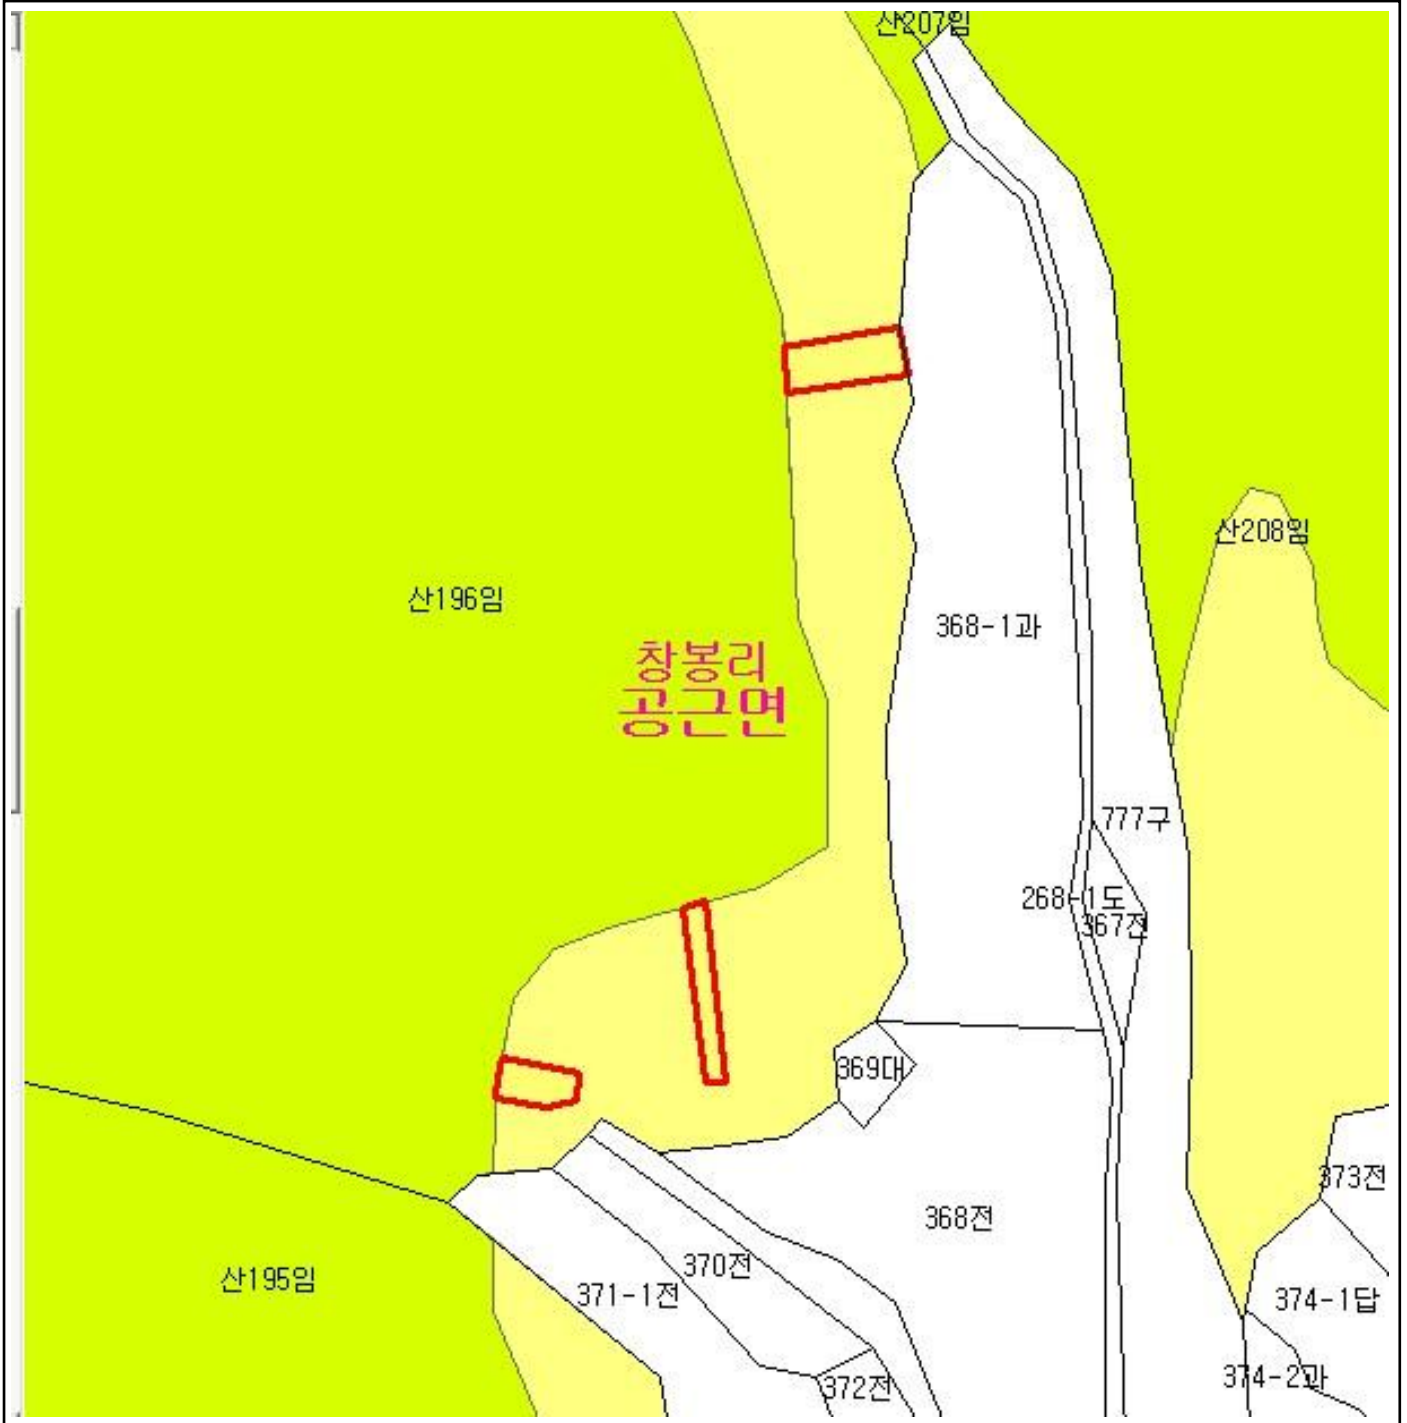 산207임
산208임
산196임
368-1과
창봉리
공근면
777구
268-1도
367전
369대
373전
368전
370전
산195임
371-1전
374-1답
374-2과
372전